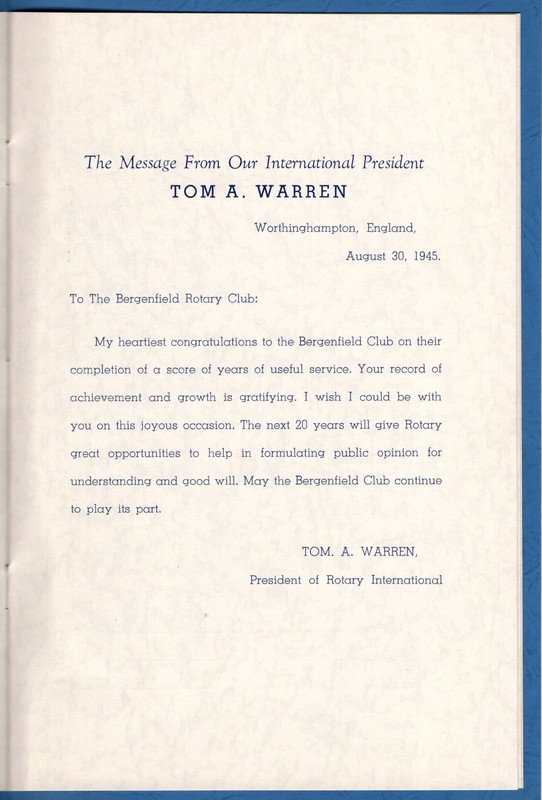 The Message From Our International President
TOM A. WARREN
Worthinghampton, England,
August 30, 1945.
To The Bergenfield Rotary Club:
My heartiest congratulations to the Bergenfield Club on their
completion of a score of years of useful service. Your record of
achievement and growth is gratifying. I wish I could be with
you on this joyous occasion. The next 20 years will give Rotary
great opportunities to help in formulating public opinion for
understanding and good will. May the Bergenfield Club continue
to play its part.
TOM. A. WARREN,
President of Rotary International